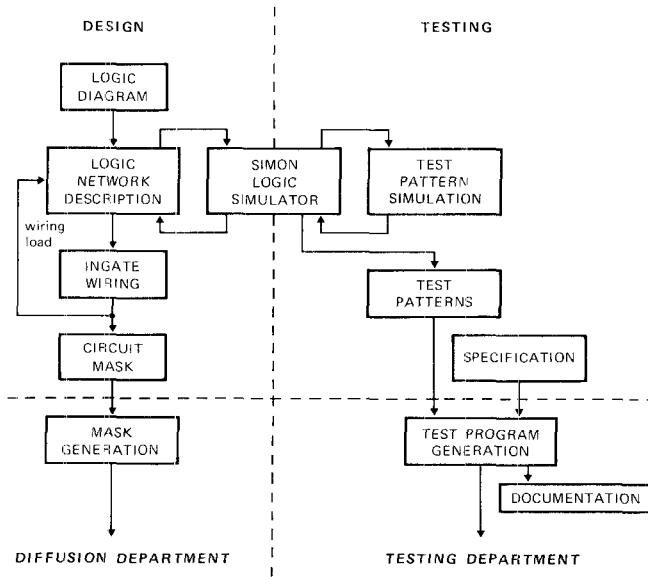 DESIGN
TESTING
LOGIC
DIAGRAM
LOGIC
NETWORK
DESCRIPTION
SIMON
LOGIC
SIMULATOR
TEST
PATTERN
SIMULATION
wiring
load
INGATE
WIRING
TEST
PATTERNS
CIRCUIT
MASK
SPECIFICATION
MASK
GENERATION
TEST PROGRAM
GENERATION
DOCUMENTATION
DIFFUSION DEPARTMENT
TESTING DEPARTMENT